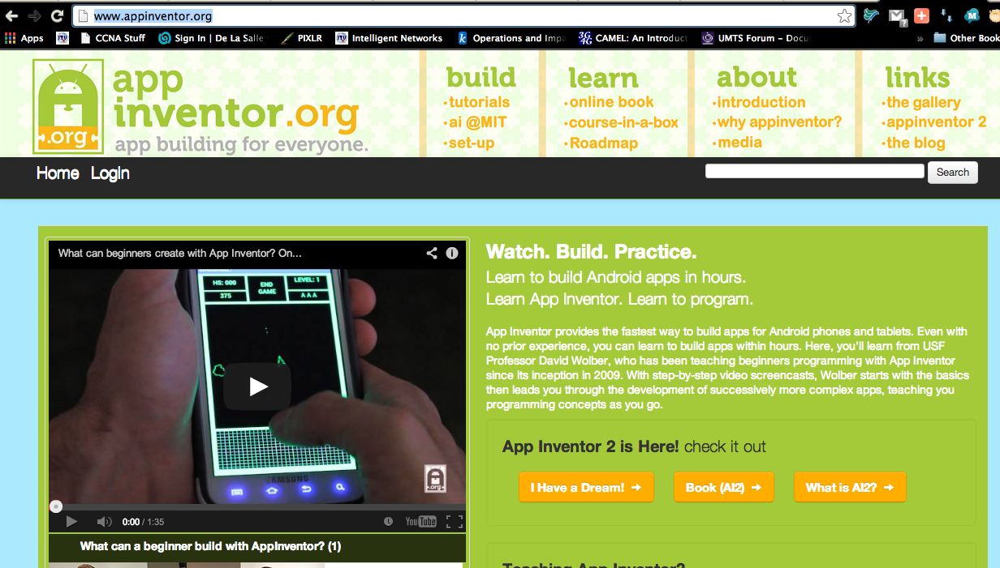 www.appinventor.org
Apps
CCNA Stuff
Sign In | De La Salle
PIXLR
Intelligent Networks
Operations and Impa
CAMEL: An Introduct
UMTS Forum – Docu
»
Other Book
app
inventor.org
app building for everyone.
.org
build
•tutorials
•ai @MIT
•set-up
learn
•online book
•course-in-a-box
•Roadmap
about
•introduction
•why appinventor?
•media
links
•the gallery
•appinventor 2
•the blog
Home Login
Search
What can beginners create with App Inventor? On...
HS: 000
375
END
GAME
LEVEL: 1
A A A
SAMSUNG
.org
0:00 / 1:35
YouTube
What can a beginner build with AppInventor? (1)
Watch. Build. Practice.
Learn to build Android apps in hours.
Learn App Inventor. Learn to program.
App Inventor provides the fastest way to build apps for Android phones and tablets. Even with
no prior experience, you can learn to build apps within hours. Here, you'll learn from USF
Professor David Wolber, who has been teaching beginners programming with App Inventor
since its inception in 2009. With step-by-step video screencasts, Wolber starts with the basics
then leads you through the development of successively more complex apps, teaching you
programming concepts as you go.
App Inventor 2 is Here! check it out
I Have a Dream! →
Book (AI2) →
What is AI2? →
Teaching App Inventor?